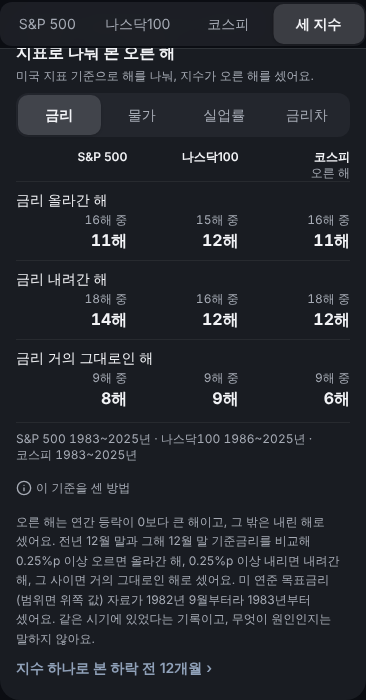 S&P 500 나스닥100 코스피 세 지수
지표로 나눠 본 오른 해
미국 지표 기준으로 해를 나눠, 지수가 오른 해를 셌어요.
금리 물가 실업률 금리차
S&P 500 나스닥100 코스피
오른 해
금리 올라간 해
16해 중 15해 중 16해 중
11해 12해 11해
금리 내려간 해
18해 중 16해 중 18해 중
14해 12해 12해
금리 거의 그대로인 해
9해 중 9해 중 9해 중
8해 9해 6해
S&P 500 1983~2025년 · 나스닥100 1986~2025년 ·
코스피 1983~2025년
이 기준을 센 방법
오른 해는 연간 등락이 0보다 큰 해이고, 그 밖은 내린 해로
셌어요. 전년 12월 말과 그해 12월 말 기준금리를 비교해
0.25%p 이상 오르면 올라간 해, 0.25%p 이상 내리면 내려간
해, 그 사이면 거의 그대로인 해로 셌어요. 미 연준 목표금리
(범위면 위쪽 값) 자료가 1982년 9월부터라 1983년부터
셌어요. 같은 시기에 있었다는 기록이고, 무엇이 원인인지는
말하지 않아요.
지수 하나로 본 하락 전 12개월 ›